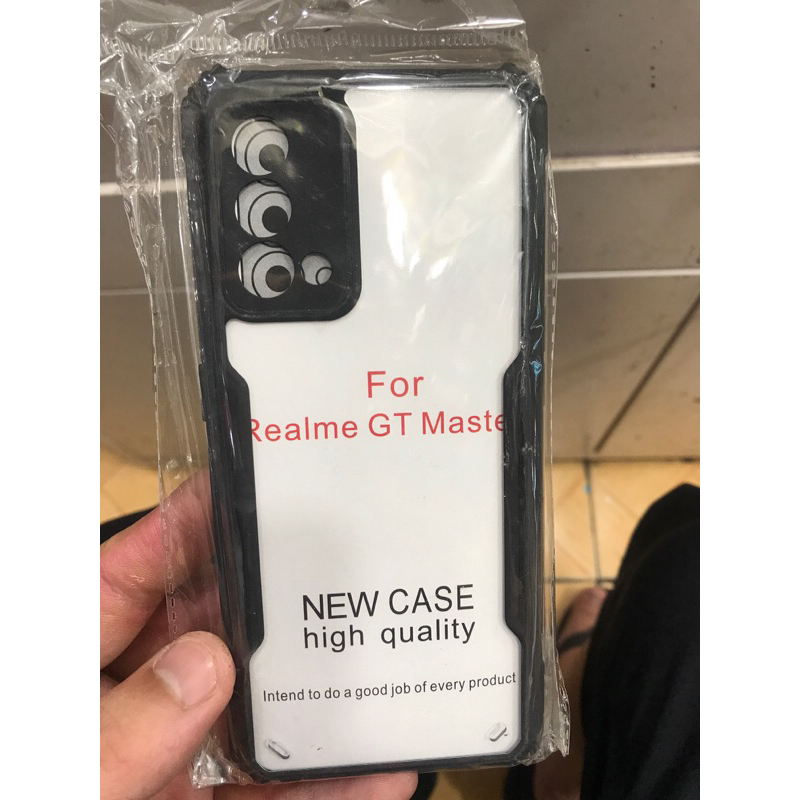 For
Realme GT Maste
NEW CASE
high quality
Intend to do a good job of every product